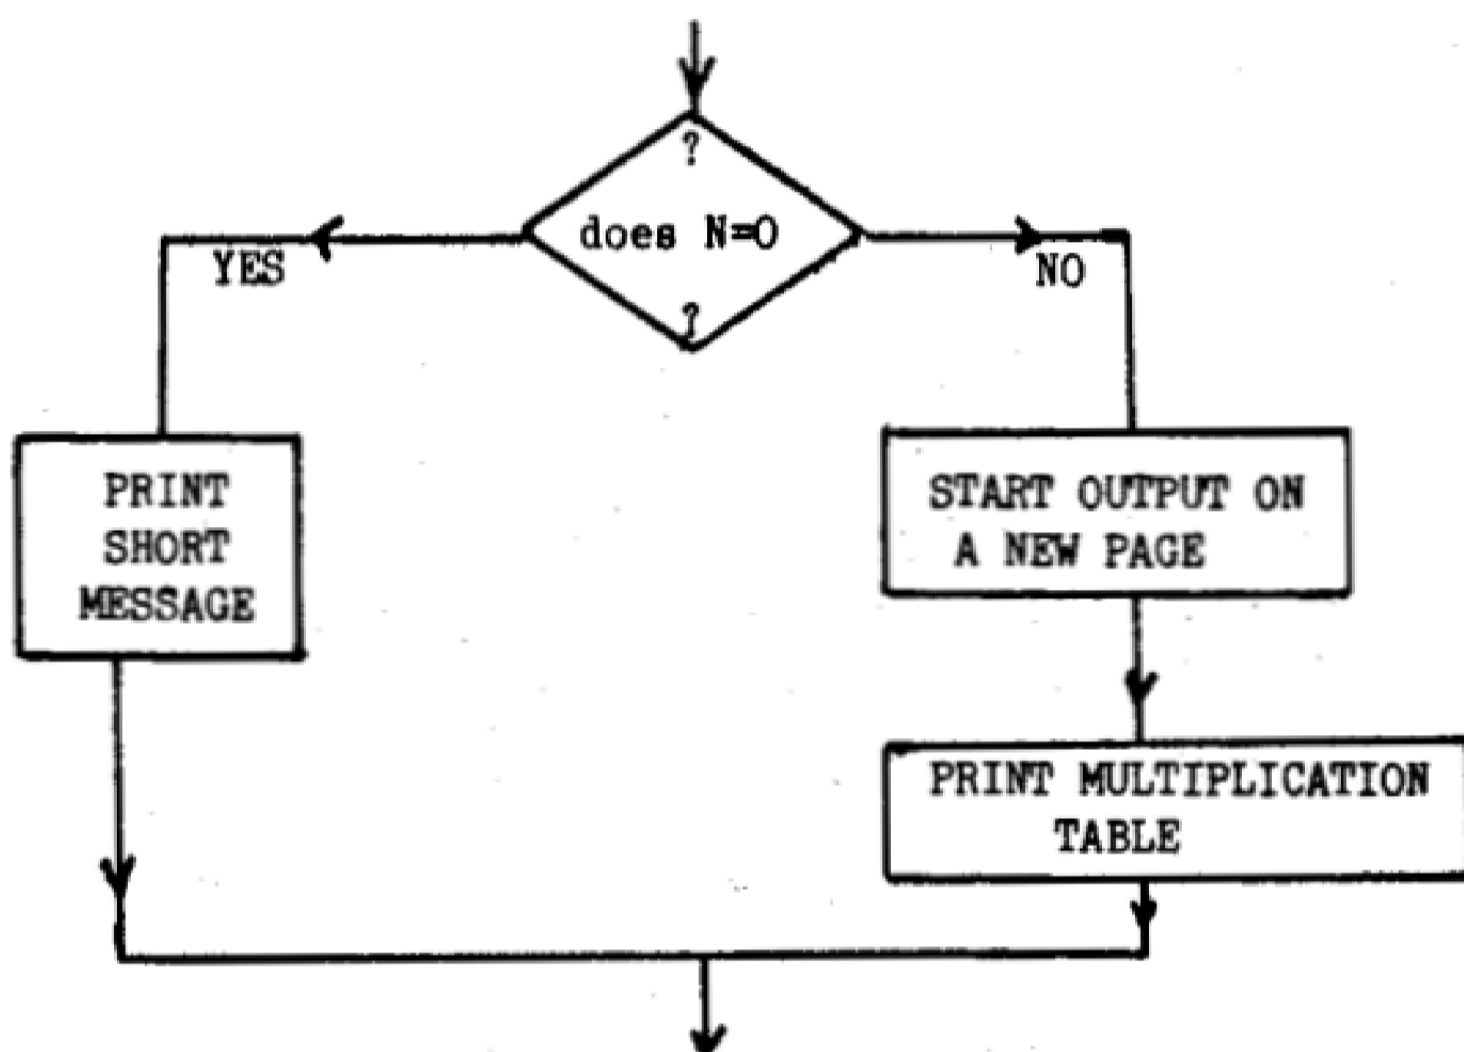 ?
does N=0
?
YES
NO
PRINT
SHORT
MESSAGE
START OUTPUT ON
A NEW PAGE
PRINT MULTIPLICATION
TABLE